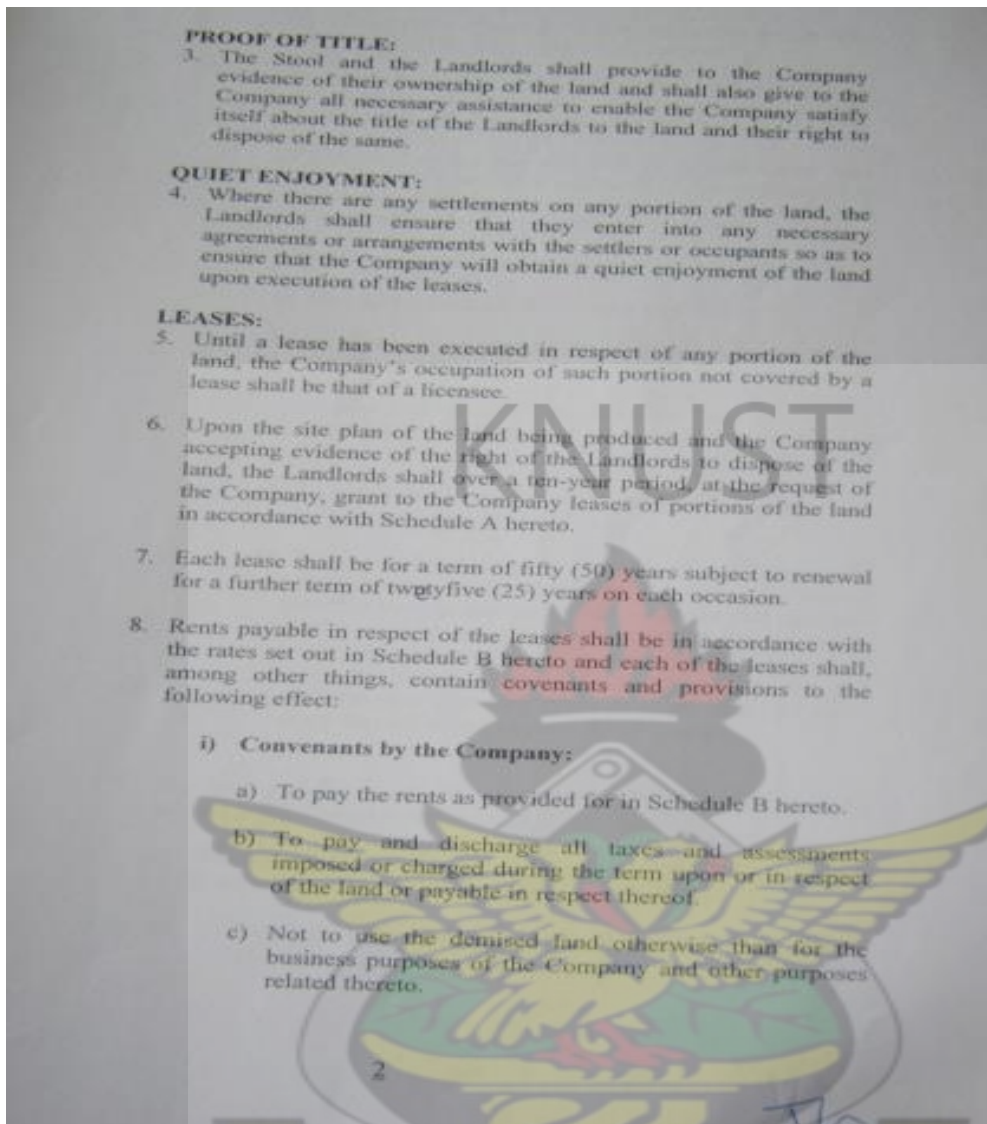 PROOF OF TITLE:
3. The Stool and the Landlords shall provide to the Company
evidence of their ownership of the land and shall also give to the
Company all necessary assistance to enable the Company satisfy
itself about the title of the Landlords to the land and their right to
dispose of the same.
QUIET ENJOYMENT:
4. Where there are any settlements on any portion of the land, the
Landlords shall ensure that they enter into any necessary
agreements or arrangements with the settlers or occupants so as to
ensure that the Company will obtain a quiet enjoyment of the land
upon execution of the leases.
LEASES:
5. Until a lease has been executed in respect of any portion of the
land, the Company's occupation of such portion not covered by a
lease shall be that of a licensee.
KNUST
6. Upon the site plan of the land being produced and the Company
accepting evidence of the right of the Landlords to dispose of the
land, the Landlords shall over a ten-year period, at the request of
the Company, grant to the Company leases of portions of the land
in accordance with Schedule A hereto.
7. Each lease shall be for a term of fifty (50) years subject to renewal
for a further term of twetyfive (25) years on each occasion.
8. Rents payable in respect of the leases shall be in accordance with
the rates set out in Schedule B hereto and each of the leases shall,
among other things, contain covenants and provisions to the
following effect:
i) Convenants by the Company:
a) To pay the rents as provided for in Schedule B hereto.
b) To pay and discharge all taxes and assessments
imposed or charged during the term upon or in respect
of the land or payable in respect thereof.
c) Not to use the demised land otherwise than for the
business purposes of the Company and other purposes
related thereto.
2